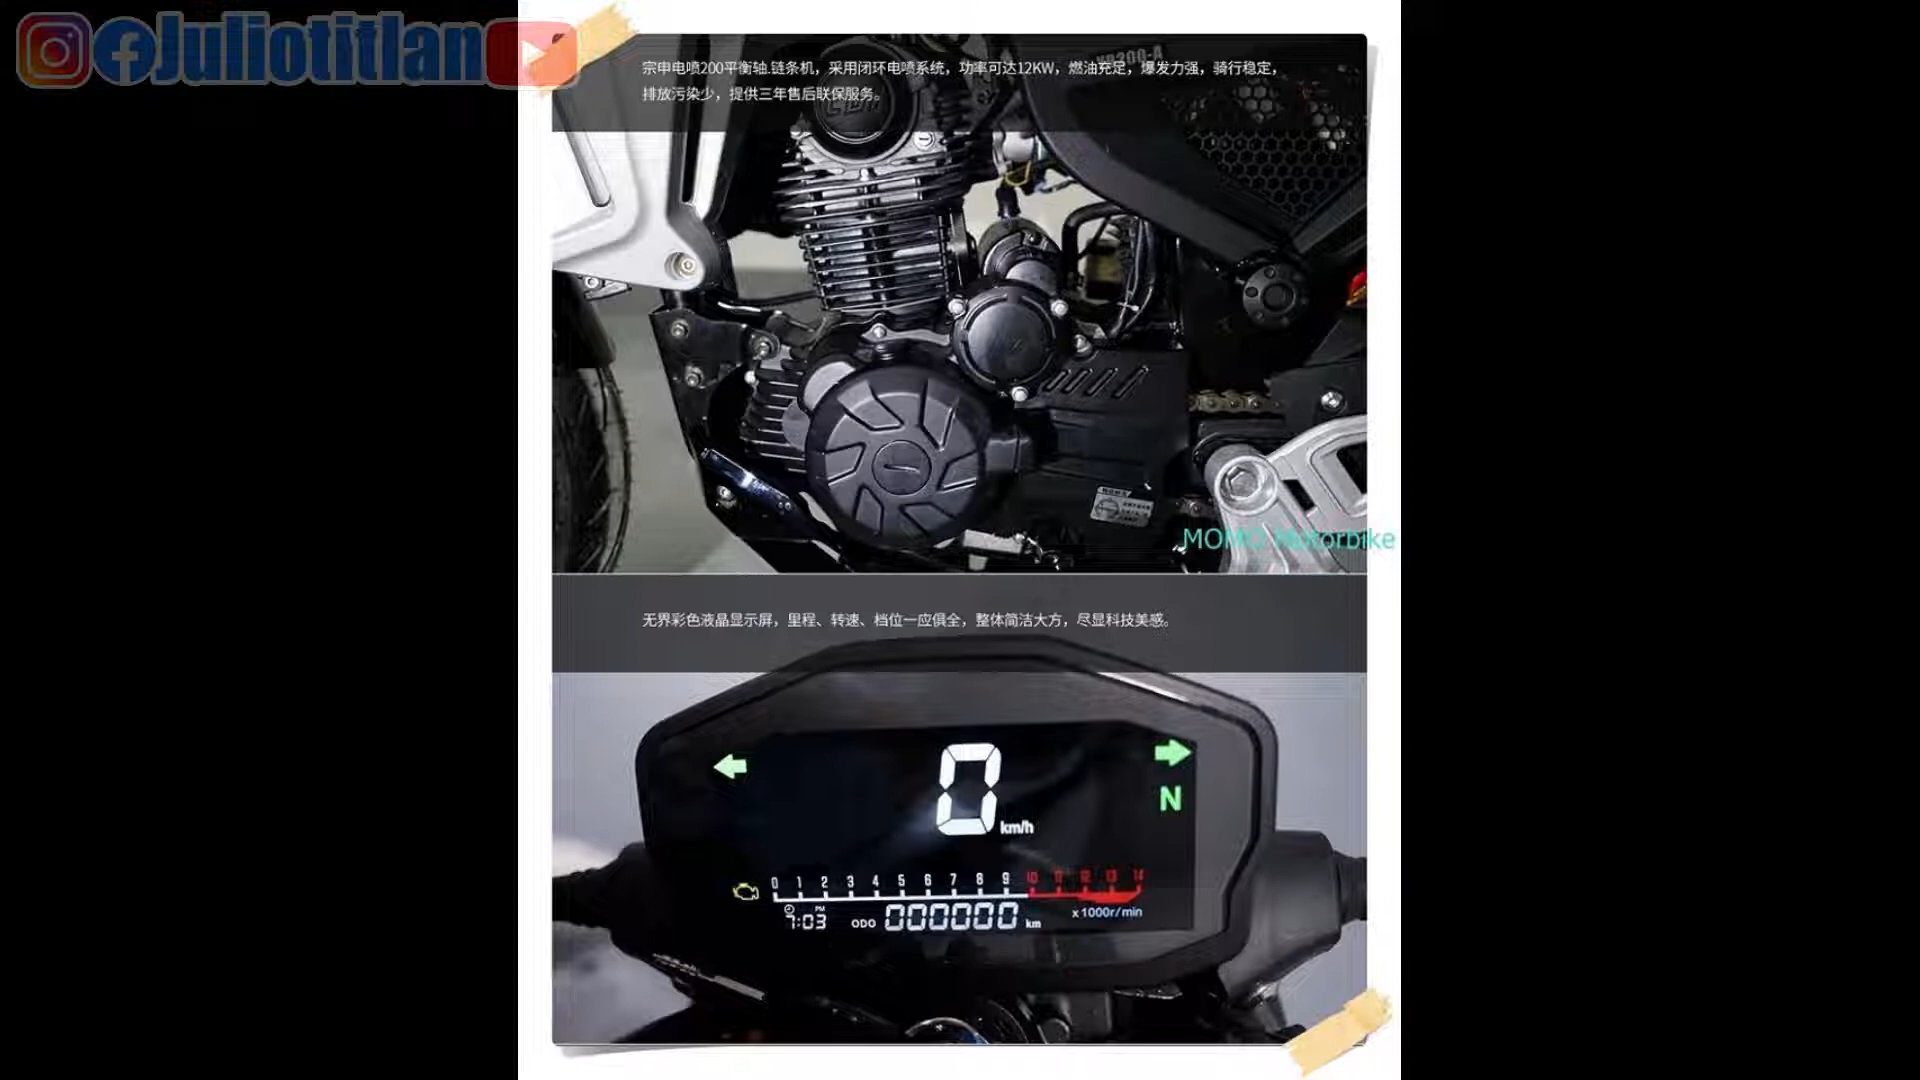 Juliotitlan
宗申电喷200平衡轴.链条机，采用闭环电喷系统，功率可达12KW，燃油充足，爆发力强，骑行稳定，
排放污染少，提供三年售后联保服务。
MOMO Motorbike
无界彩色液晶显示屏，里程、转速、档位一应俱全，整体简洁大方，尽显科技美感。
0 km/h
N
0 1 2 3 4 5 6 7 8 9 10 11 12 13 14
x1000r/min
PM
7:03 ODO 000000 km